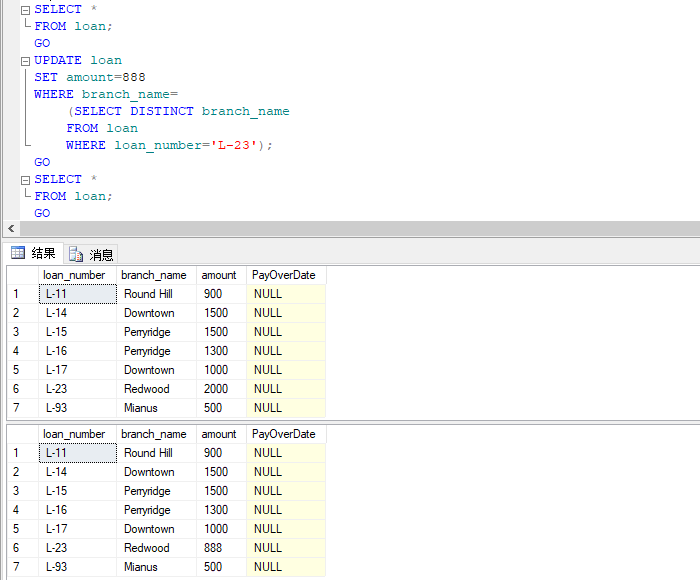 SELECT *
FROM loan;
GO
UPDATE loan
SET amount=888
WHERE branch_name=
(SELECT DISTINCT branch_name
FROM loan
WHERE loan_number='L-23');
GO
SELECT *
FROM loan;
GO
结果 消息
loan_number branch_name amount PayOverDate
1 L-11 Round Hill 900 NULL
2 L-14 Downtown 1500 NULL
3 L-15 Perryridge 1500 NULL
4 L-16 Perryridge 1300 NULL
5 L-17 Downtown 1000 NULL
6 L-23 Redwood 2000 NULL
7 L-93 Mianus 500 NULL
loan_number branch_name amount PayOverDate
1 L-11 Round Hill 900 NULL
2 L-14 Downtown 1500 NULL
3 L-15 Perryridge 1500 NULL
4 L-16 Perryridge 1300 NULL
5 L-17 Downtown 1000 NULL
6 L-23 Redwood 888 NULL
7 L-93 Mianus 500 NULL